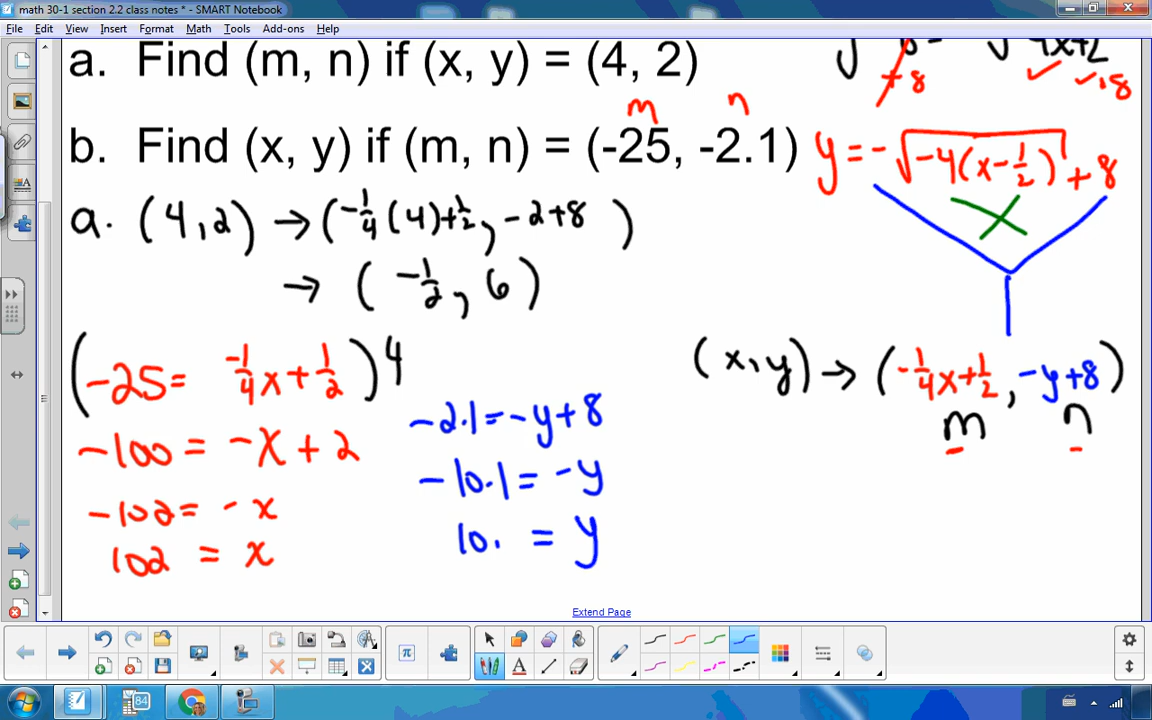 math 30-1 section 2.2 class notes * - SMART Notebook
File Edit View Insert Format Math Tools Add-ons Help
a. Find (m, n) if (x, y) = (4, 2)
+8 +8
m n
b. Find (x, y) if (m, n) = (-25, -2.1)
y = -√(-4(x - 1/2)) + 8
a. (4, 2) → (-1/4(4) + 1/2, -2+8)
→ (-1/2, 6)
(-25 = -1/4x + 1/2)4
-100 = -x + 2
-102 = -x
102 = x
-2.1 = -y + 8
-10.1 = -y
10. = y
(x, y) → (-1/4x + 1/2, -y+8)
m n
Extend Page
π
A
84